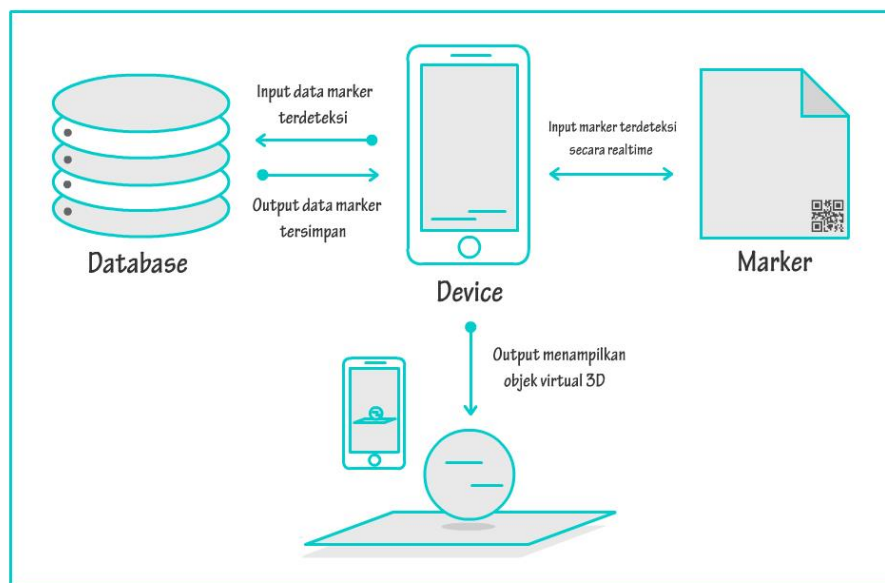 Input data marker
terdeteksi
Output data marker
tersimpan
Database
Device
Input marker terdeteksi
secara realtime
Marker
Output menampilkan
objek virtual 3D